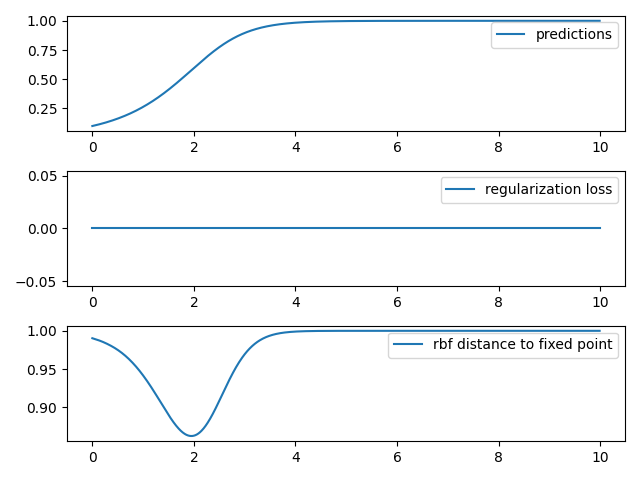 1.00
0.75
0.50
0.25
predictions
0 2 4 6 8 10
0.05
0.00
−0.05
regularization loss
0 2 4 6 8 10
1.00
0.95
0.90
rbf distance to fixed point
0 2 4 6 8 10